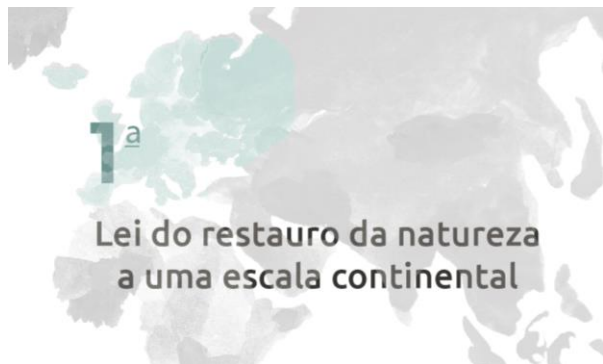 1ª
Lei do restauro da natureza
a uma escala continental